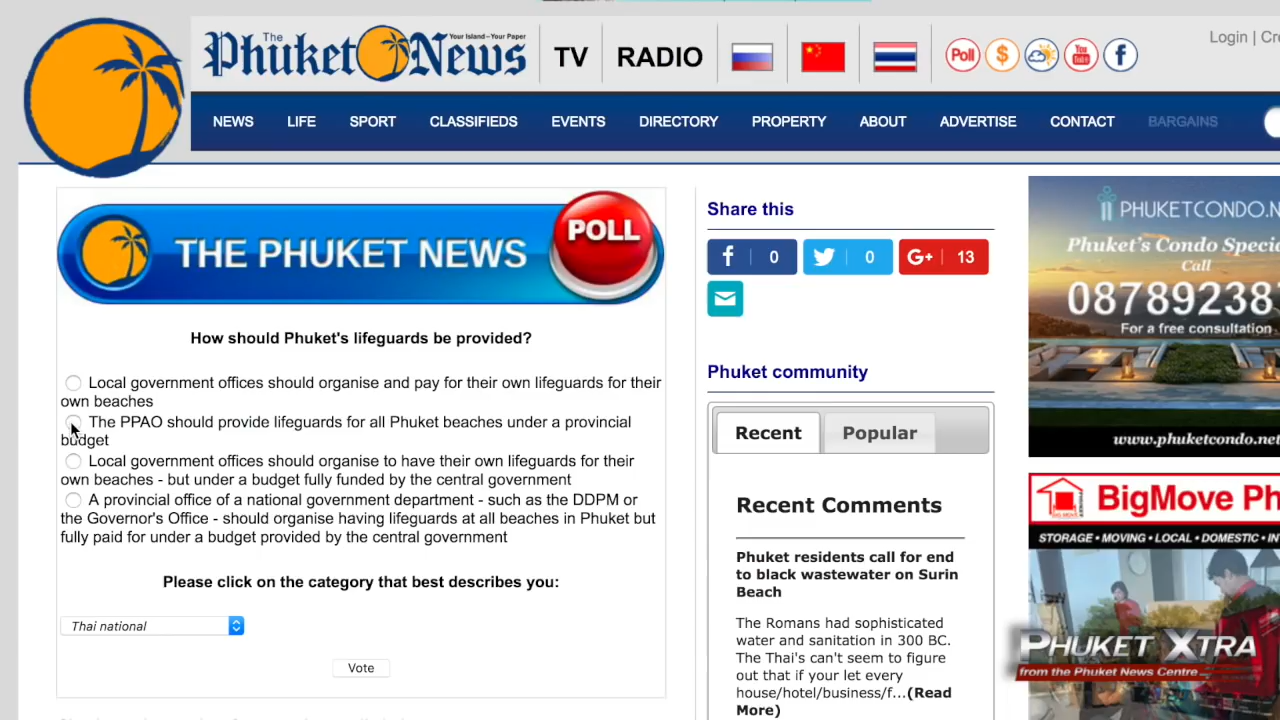 The Phuket News
Your Island—Your Paper
TV
RADIO
Poll
$
You
f
Login |
NEWS
LIFE
SPORT
CLASSIFIEDS
EVENTS
DIRECTORY
PROPERTY
ABOUT
ADVERTISE
CONTACT
BARGAINS
THE PHUKET NEWS
POLL
How should Phuket's lifeguards be provided?
Local government offices should organise and pay for their own lifeguards for their
own beaches
The PPAO should provide lifeguards for all Phuket beaches under a provincial
budget
Local government offices should organise to have their own lifeguards for their
own beaches - but under a budget fully funded by the central government
A provincial office of a national government department - such as the DDPM or
the Governor's Office - should organise having lifeguards at all beaches in Phuket but
fully paid for under a budget provided by the central government
Please click on the category that best describes you:
Thai national
Vote
Share this
f 0
0
G+ 13
Phuket community
Recent
Popular
Recent Comments
Phuket residents call for end
to black wastewater on Surin
Beach
The Romans had sophisticated
water and sanitation in 300 BC.
The Thai's can't seem to figure
out that if your let every
house/hotel/business/f...(Read
More)
PHUKETCONDO.N
Phuket's Condo Speci
Call
08789238
For a free consultation
www.phuketcondo.net
BigMove Ph
STORAGE • MOVING • LOCAL • DOMESTIC • IN
PHUKET XTRA
from the Phuket News Centre...